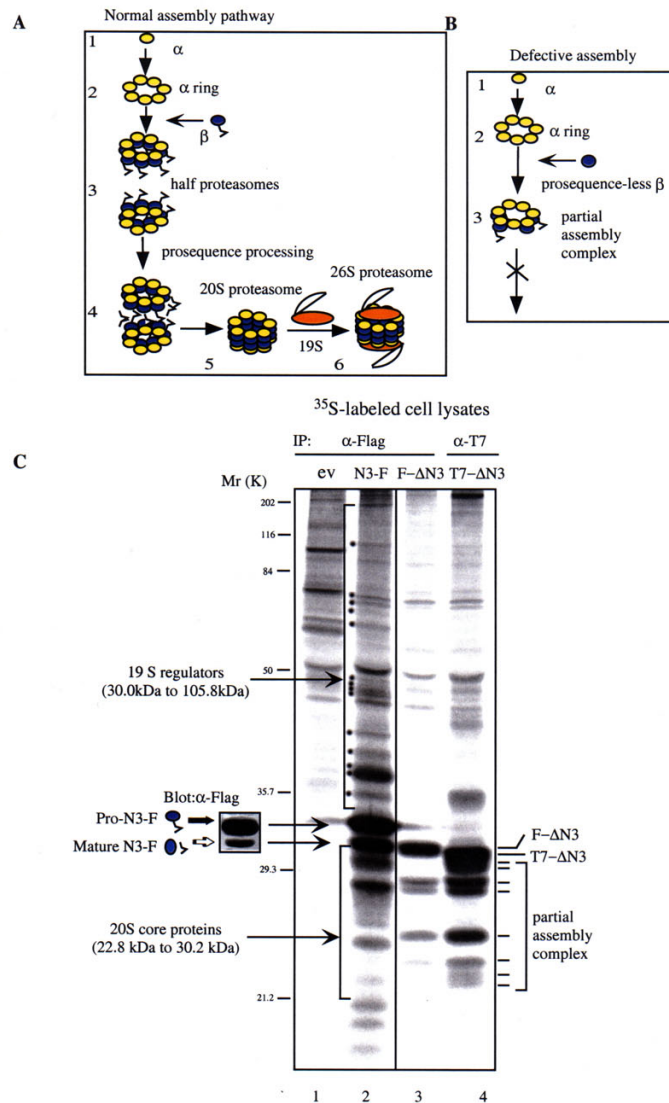 A
Normal assembly pathway
1
α
2
α ring
β
3
half proteasomes
prosequence processing
4
20S proteasome
26S proteasome
19S
5
6
B
Defective assembly
1
α
2
α ring
prosequence-less β
3
partial
assembly
complex
C
35S-labeled cell lysates
IP:
α-Flag
α-T7
Mr (K)
ev
N3-F
F–ΔN3
T7–ΔN3
202
116
84
50
35.7
29.3
21.2
19 S regulators
(30.0kDa to 105.8kDa)
Blot:α-Flag
Pro-N3-F
Mature N3-F
20S core proteins
(22.8 kDa to 30.2 kDa)
F–ΔN3
T7–ΔN3
partial
assembly
complex
1
2
3
4